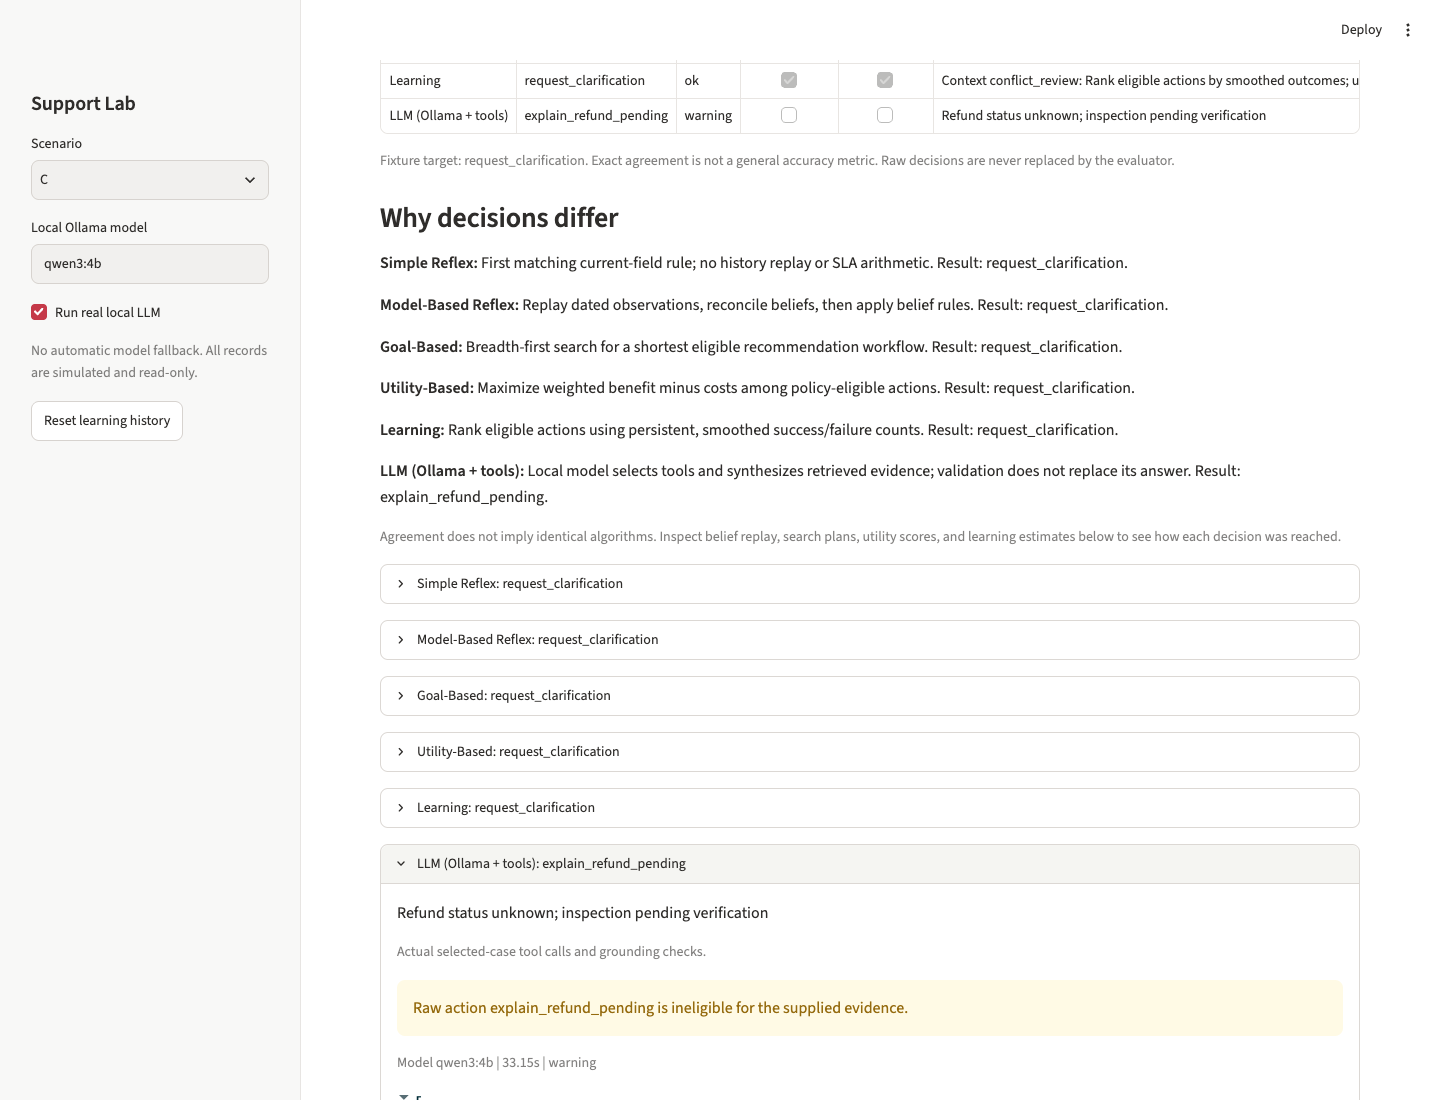 Deploy
Support Lab
Scenario
C
Local Ollama model
qwen3:4b
Run real local LLM
No automatic model fallback. All records
are simulated and read-only.
Reset learning history
Learning request_clarification ok Context conflict_review: Rank eligible actions by smoothed outcomes; u
LLM (Ollama + tools) explain_refund_pending warning Refund status unknown; inspection pending verification
Fixture target: request_clarification. Exact agreement is not a general accuracy metric. Raw decisions are never replaced by the evaluator.
Why decisions differ
Simple Reflex: First matching current-field rule; no history replay or SLA arithmetic. Result: request_clarification.
Model-Based Reflex: Replay dated observations, reconcile beliefs, then apply belief rules. Result: request_clarification.
Goal-Based: Breadth-first search for a shortest eligible recommendation workflow. Result: request_clarification.
Utility-Based: Maximize weighted benefit minus costs among policy-eligible actions. Result: request_clarification.
Learning: Rank eligible actions using persistent, smoothed success/failure counts. Result: request_clarification.
LLM (Ollama + tools): Local model selects tools and synthesizes retrieved evidence; validation does not replace its answer. Result:
explain_refund_pending.
Agreement does not imply identical algorithms. Inspect belief replay, search plans, utility scores, and learning estimates below to see how each decision was reached.
Simple Reflex: request_clarification
Model-Based Reflex: request_clarification
Goal-Based: request_clarification
Utility-Based: request_clarification
Learning: request_clarification
LLM (Ollama + tools): explain_refund_pending
Refund status unknown; inspection pending verification
Actual selected-case tool calls and grounding checks.
Raw action explain_refund_pending is ineligible for the supplied evidence.
Model qwen3:4b | 33.15s | warning